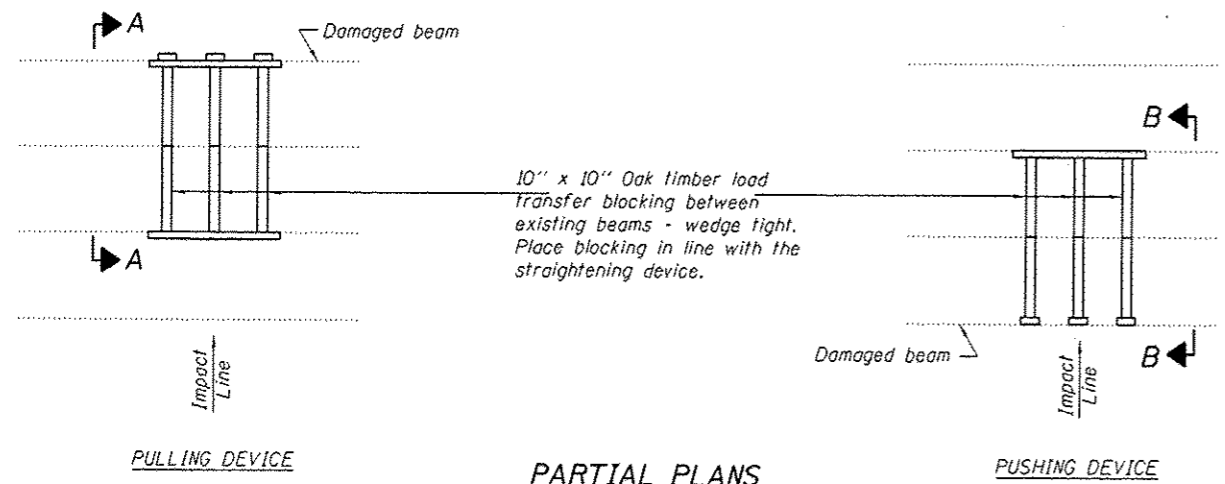 A
Damaged beam
A
Impact
Line
PULLING DEVICE
10'' x 10'' Oak timber load
transfer blocking between
existing beams - wedge tight.
Place blocking in line with the
straightening device.
PARTIAL PLANS
B
Damaged beam
B
Impact
Line
PUSHING DEVICE